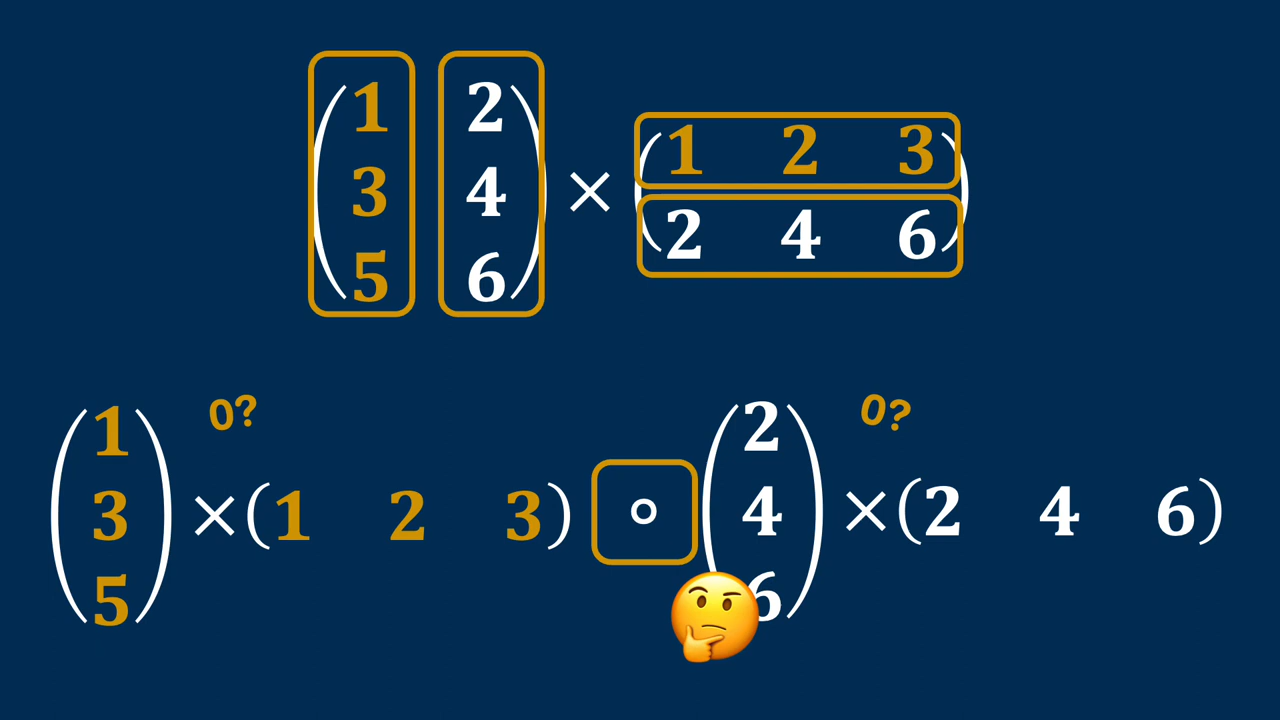 (1 2
3 4
5 6) × (1 2 3
2 4 6)
0? 0?
(1
3
5) × (1 2 3) ∘ (2
4
6) × (2 4 6)